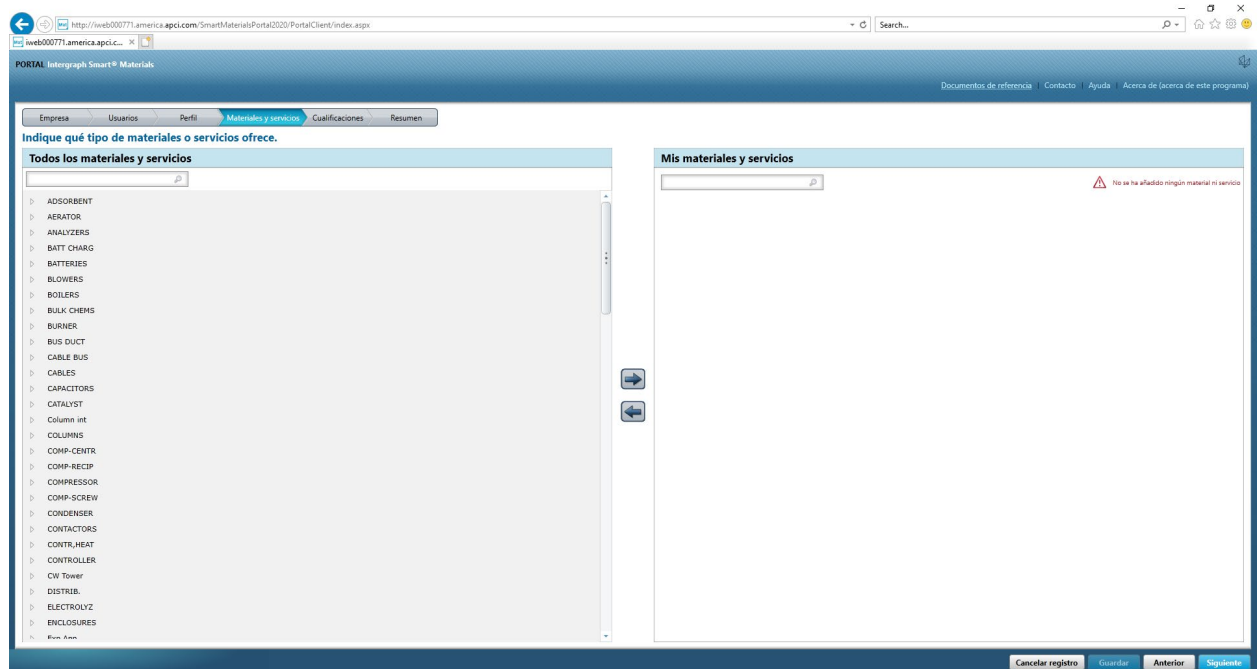 http://iweb000771.america.apci.com/SmartMaterialsPortal2020/PortalClient/index.aspx
Search...
iweb000771.america.apci.c...
PORTAL Intergraph Smart® Materials
Documentos de referencia | Contacto | Ayuda | Acerca de (acerca de este programa)
Empresa Usuarios Perfil Materiales y servicios Cualificaciones Resumen
Indique qué tipo de materiales o servicios ofrece.
Todos los materiales y servicios
Mis materiales y servicios
No se ha añadido ningún material ni servicio
ADSORBENT
AERATOR
ANALYZERS
BATT CHARG
BATTERIES
BLOWERS
BOILERS
BULK CHEMS
BURNER
BUS DUCT
CABLE BUS
CABLES
CAPACITORS
CATALYST
Column int
COLUMNS
COMP-CENTR
COMP-RECIP
COMPRESSOR
COMP-SCREW
CONDENSER
CONTACTORS
CONTR,HEAT
CONTROLLER
CW Tower
DISTRIB.
ELECTROLYZ
ENCLOSURES
Exp App
Cancelar registro Guardar Anterior Siguiente